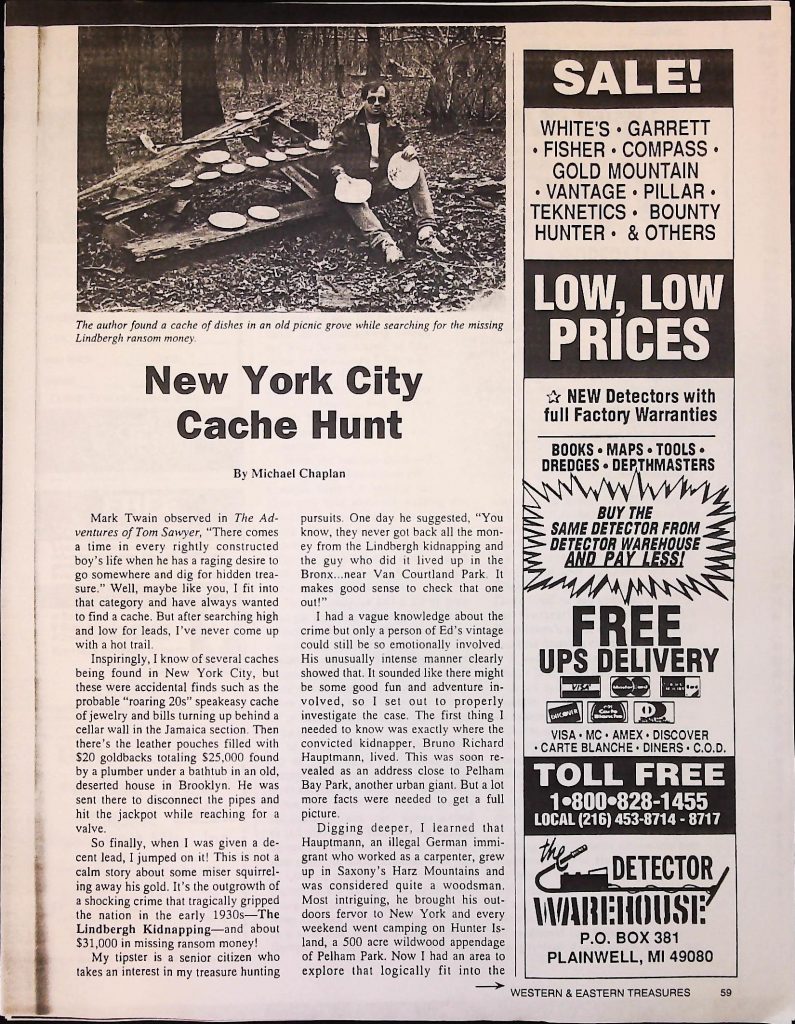 The author found a cache of dishes in an old picnic grove while searching for the missing
Lindbergh ransom money.
New York City
Cache Hunt
By Michael Chaplan
Mark Twain observed in The Ad-
ventures of Tom Sawyer, “There comes
a time in every rightly constructed
boy’s life when he has a raging desire to
go somewhere and dig for hidden trea-
sure.” Well, maybe like you, I fit into
that category and have always wanted
to find a cache. But after searching high
and low for leads, I’ve never come up
with a hot trail.
Inspiringly, I know of several caches
being found in New York City, but
these were accidental finds such as the
probable “roaring 20s” speakeasy cache
of jewelry and bills turning up behind a
cellar wall in the Jamaica section. Then
there’s the leather pouches filled with
$20 goldbacks totaling $25,000 found
by a plumber under a bathtub in an old,
deserted house in Brooklyn. He was
sent there to disconnect the pipes and
hit the jackpot while reaching for a
valve.
So finally, when I was given a de-
cent lead, I jumped on it! This is not a
calm story about some miser squirrel-
ing away his gold. It’s the outgrowth of
a shocking crime that tragically gripped
the nation in the early 1930s—The
Lindbergh Kidnapping—and about
$31,000 in missing ransom money!
My tipster is a senior citizen who
takes an interest in my treasure hunting
pursuits. One day he suggested, “You
know, they never got back all the mon-
ey from the Lindbergh kidnapping and
the guy who did it lived up in the
Bronx...near Van Courtland Park. It
makes good sense to check that one
out!”
I had a vague knowledge about the
crime but only a person of Ed’s vintage
could still be so emotionally involved.
His unusually intense manner clearly
showed that. It sounded like there might
be some good fun and adventure in-
volved, so I set out to properly
investigate the case. The first thing I
needed to know was exactly where the
convicted kidnapper, Bruno Richard
Hauptmann, lived. This was soon re-
vealed as an address close to Pelham
Bay Park, another urban giant. But a lot
more facts were needed to get a full
picture.
Digging deeper, I learned that
Hauptmann, an illegal German immi-
grant who worked as a carpenter, grew
up in Saxony’s Harz Mountains and
was considered quite a woodsman.
Most intriguing, he brought his out-
doors fervor to New York and every
weekend went camping on Hunter Is-
land, a 500 acre wildwood appendage
of Pelham Park. Now I had an area to
explore that logically fit into the
SALE!
WHITE'S • GARRETT
• FISHER • COMPASS •
GOLD MOUNTAIN
• VANTAGE • PILLAR •
TEKNETICS • BOUNTY
HUNTER • & OTHERS
LOW, LOW
PRICES
☆ NEW Detectors with
full Factory Warranties
BOOKS • MAPS • TOOLS •
DREDGES • DEPTHMASTERS
BUY THE
SAME DETECTOR FROM
DETECTOR WAREHOUSE
AND PAY LESS!
FREE
UPS DELIVERY
VISA MasterCard
DISCOVER Carte Blanche
VISA • MC • AMEX • DISCOVER
• CARTE BLANCHE • DINERS • C.O.D.
TOLL FREE
1•800•828-1455
LOCAL (216) 453-8714 - 8717
the
DETECTOR
WAREHOUSE
P.O. BOX 381
PLAINWELL, MI 49080
WESTERN & EASTERN TREASURES 59